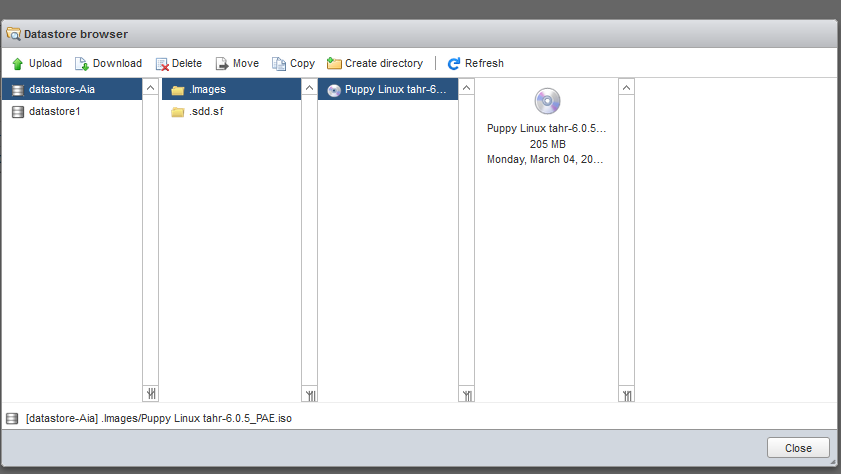 Datastore browser
Upload Download Delete Move Copy Create directory Refresh
datastore-Aia
datastore1
.Images
.sdd.sf
Puppy Linux tahr-6...
Puppy Linux tahr-6.0.5...
205 MB
Monday, March 04, 20...
[datastore-Aia] .Images/Puppy Linux tahr-6.0.5_PAE.iso
Close